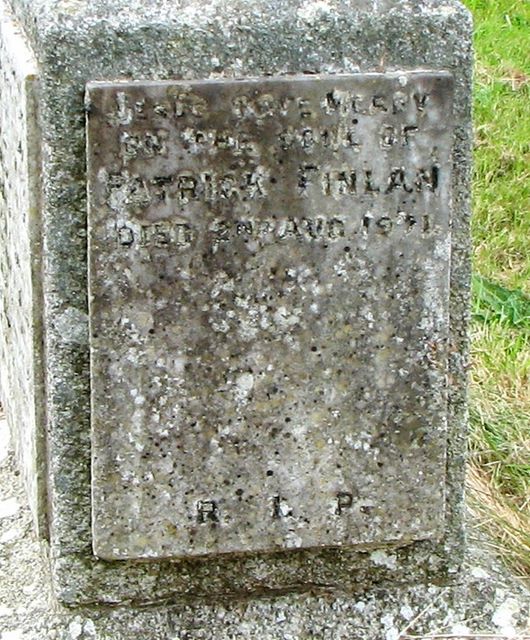 JESUS HAVE MERCY
ON THE SOUL OF
PATRICK FINLAN
DIED 2ND AUG. 1971
R. I. P.